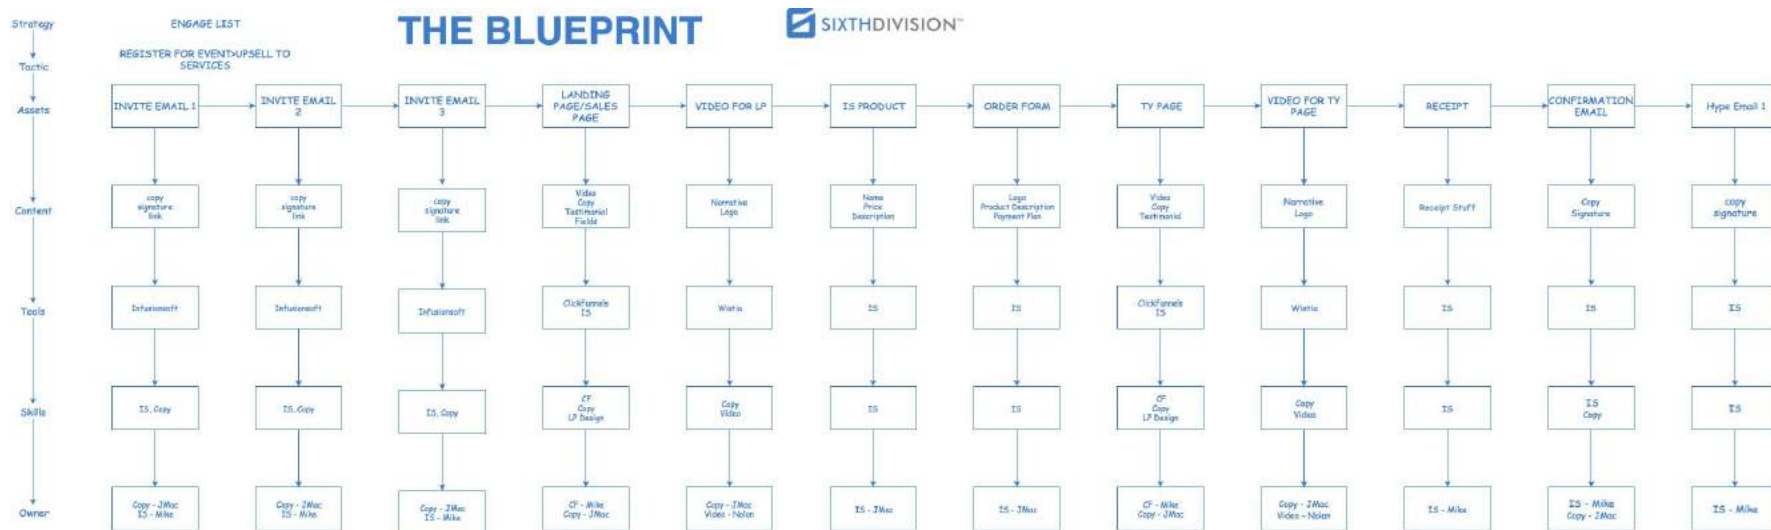 Strategy
ENGAGE LIST
THE BLUEPRINT
SIXTHDIVISION™
REGISTER FOR EVENT>UPSELL TO
SERVICES
Tactic
Assets
INVITE EMAIL 1
INVITE EMAIL
2
INVITE EMAIL
3
LANDING
PAGE/SALES
PAGE
VIDEO FOR LP
IS PRODUCT
ORDER FORM
TY PAGE
VIDEO FOR TY
PAGE
RECEIPT
CONFIRMATION
EMAIL
Hype Email 1
Content
copy
signature
link
copy
signature
link
copy
signature
link
Video
Copy
Testimonial
Fields
Narrative
Logo
Name
Price
Description
Logo
Product Description
Payment Plan
Video
Copy
Testimonial
Narrative
Logo
Receipt Stuff
Copy
Signature
copy
signature
Tools
Infusionsoft
Infusionsoft
Infusionsoft
ClickFunnels
IS
Wistia
IS
IS
ClickFunnels
IS
Wistia
IS
IS
IS
Skills
IS, Copy
IS, Copy
IS, Copy
CF
Copy
LP Design
Copy
Video
IS
IS
CF
Copy
LP Design
Copy
Video
IS
IS
Copy
IS
Owner
Copy - JMac
IS - Mike
Copy - JMac
IS - Mike
Copy - JMac
IS - Mike
CF - Mike
Copy - JMac
Copy - JMac
Video - Nolan
IS - JMac
IS - JMac
CF - Mike
Copy - JMac
Copy - JMac
Video - Nolan
IS - Mike
IS - Mike
Copy - JMac
IS - Mike